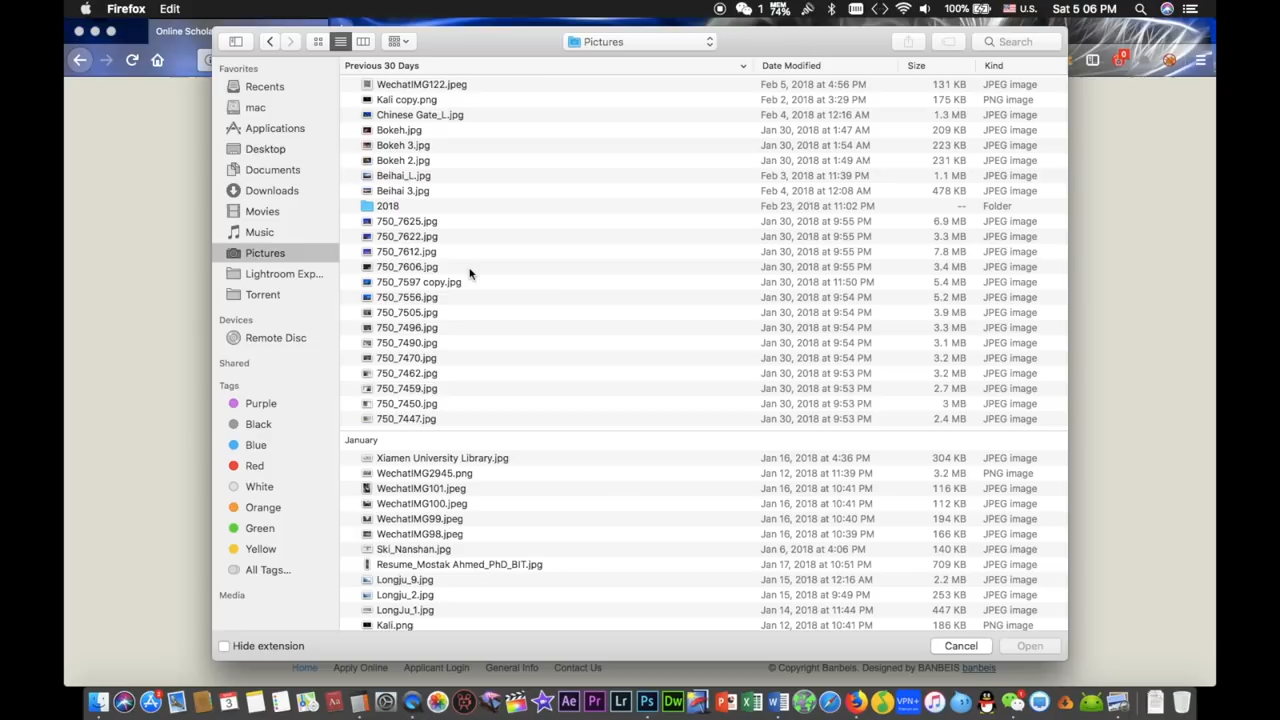 Firefox Edit 1 MEM 74% 100% U.S. Sat 5:06 PM
Online Schola
Pictures Search
Favorites
Recents
mac
Applications
Desktop
Documents
Downloads
Movies
Music
Pictures
Lightroom Exp...
Torrent
Devices
Remote Disc
Shared
Tags
Purple
Black
Blue
Red
White
Orange
Green
Yellow
All Tags...
Media
Previous 30 Days Date Modified Size Kind
WechatIMG122.jpeg Feb 5, 2018 at 4:56 PM 131 KB JPEG image
Kali copy.png Feb 2, 2018 at 3:29 PM 175 KB PNG image
Chinese Gate_L.jpg Feb 4, 2018 at 12:16 AM 1.3 MB JPEG image
Bokeh.jpg Jan 30, 2018 at 1:47 AM 209 KB JPEG image
Bokeh 3.jpg Jan 30, 2018 at 1:54 AM 223 KB JPEG image
Bokeh 2.jpg Jan 30, 2018 at 1:49 AM 231 KB JPEG image
Beihai_L.jpg Feb 3, 2018 at 11:39 PM 1.1 MB JPEG image
Beihai 3.jpg Feb 4, 2018 at 12:08 AM 478 KB JPEG image
2018 Feb 23, 2018 at 11:02 PM -- Folder
750_7625.jpg Jan 30, 2018 at 9:55 PM 6.9 MB JPEG image
750_7622.jpg Jan 30, 2018 at 9:55 PM 3.3 MB JPEG image
750_7612.jpg Jan 30, 2018 at 9:55 PM 7.8 MB JPEG image
750_7606.jpg Jan 30, 2018 at 9:55 PM 3.4 MB JPEG image
750_7597 copy.jpg Jan 30, 2018 at 11:50 PM 5.4 MB JPEG image
750_7556.jpg Jan 30, 2018 at 9:54 PM 5.2 MB JPEG image
750_7505.jpg Jan 30, 2018 at 9:54 PM 3.9 MB JPEG image
750_7496.jpg Jan 30, 2018 at 9:54 PM 3.3 MB JPEG image
750_7490.jpg Jan 30, 2018 at 9:54 PM 3.1 MB JPEG image
750_7470.jpg Jan 30, 2018 at 9:54 PM 3.2 MB JPEG image
750_7462.jpg Jan 30, 2018 at 9:53 PM 3.2 MB JPEG image
750_7459.jpg Jan 30, 2018 at 9:53 PM 2.7 MB JPEG image
750_7450.jpg Jan 30, 2018 at 9:53 PM 3 MB JPEG image
750_7447.jpg Jan 30, 2018 at 9:53 PM 2.4 MB JPEG image
January
Xiamen University Library.jpg Jan 16, 2018 at 4:36 PM 304 KB JPEG image
WechatIMG2945.png Jan 12, 2018 at 11:39 PM 3.2 MB PNG image
WechatIMG101.jpeg Jan 16, 2018 at 10:41 PM 116 KB JPEG image
WechatIMG100.jpeg Jan 16, 2018 at 10:41 PM 112 KB JPEG image
WechatIMG99.jpeg Jan 16, 2018 at 10:40 PM 194 KB JPEG image
WechatIMG98.jpeg Jan 16, 2018 at 10:39 PM 166 KB JPEG image
Ski_Nanshan.jpg Jan 6, 2018 at 4:06 PM 140 KB JPEG image
Resume_Mostak Ahmed_PhD_BIT.jpg Jan 17, 2018 at 10:51 PM 709 KB JPEG image
Longju_9.jpg Jan 15, 2018 at 12:16 AM 2.2 MB JPEG image
Longju_2.jpg Jan 15, 2018 at 9:49 PM 253 KB JPEG image
LongJu_1.jpg Jan 14, 2018 at 11:44 PM 447 KB JPEG image
Kali.png Jan 12, 2018 at 10:41 PM 186 KB PNG image
Hide extension Cancel Open
Home Apply Online Applicant Login General Info Contact Us © Copyright Banbeis. Designed by BANBEIS banbeis
3 Ae Pr Lr Ps Dw VPN+